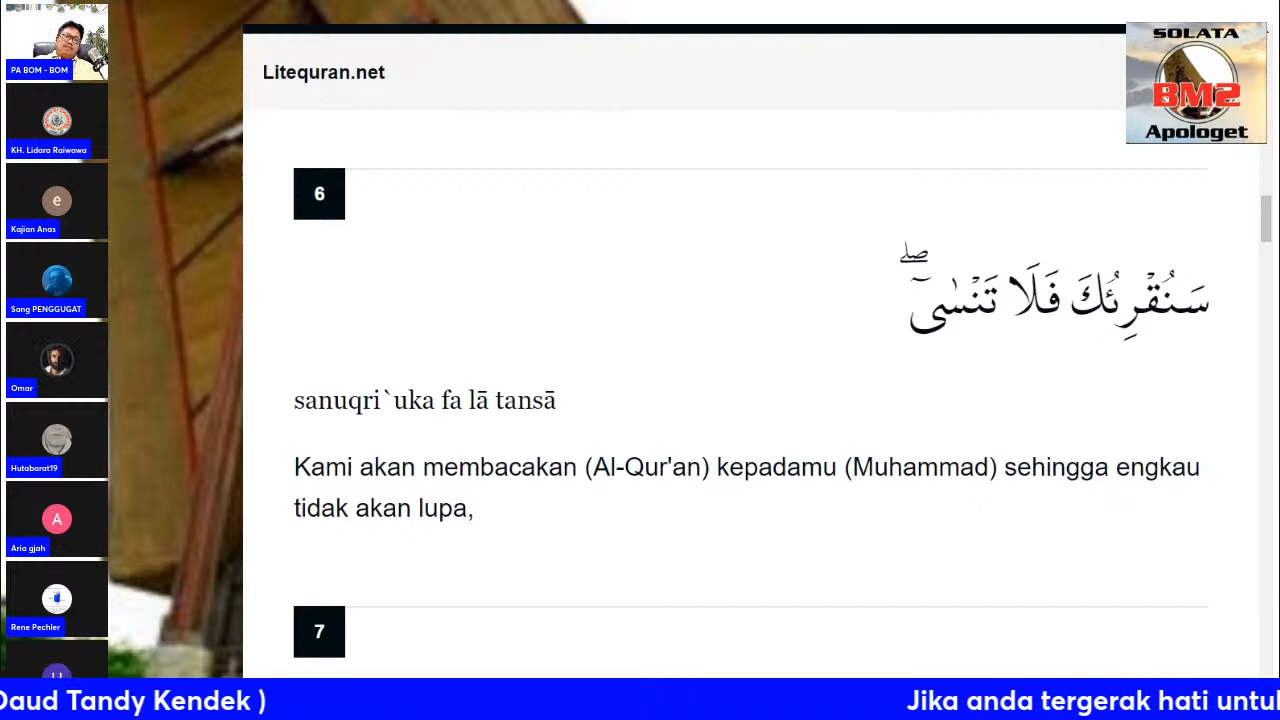 PA BOM - BOM
KH. Lidara Raiwawa
e
Kajian Anas
Sang PENGGUGAT
Omar
Hutabarat19
A
Aria gjah
Rene Pechler
Litequran.net
SOLATA
BM2
Apologet
6
سَنُقْرِئُكَ فَلَا تَنْسٰىٓ ۖ
sanuqri`uka fa lā tansā
Kami akan membacakan (Al-Qur'an) kepadamu (Muhammad) sehingga engkau
tidak akan lupa,
7
Daud Tandy Kendek ) Jika anda tergerak hati untuk